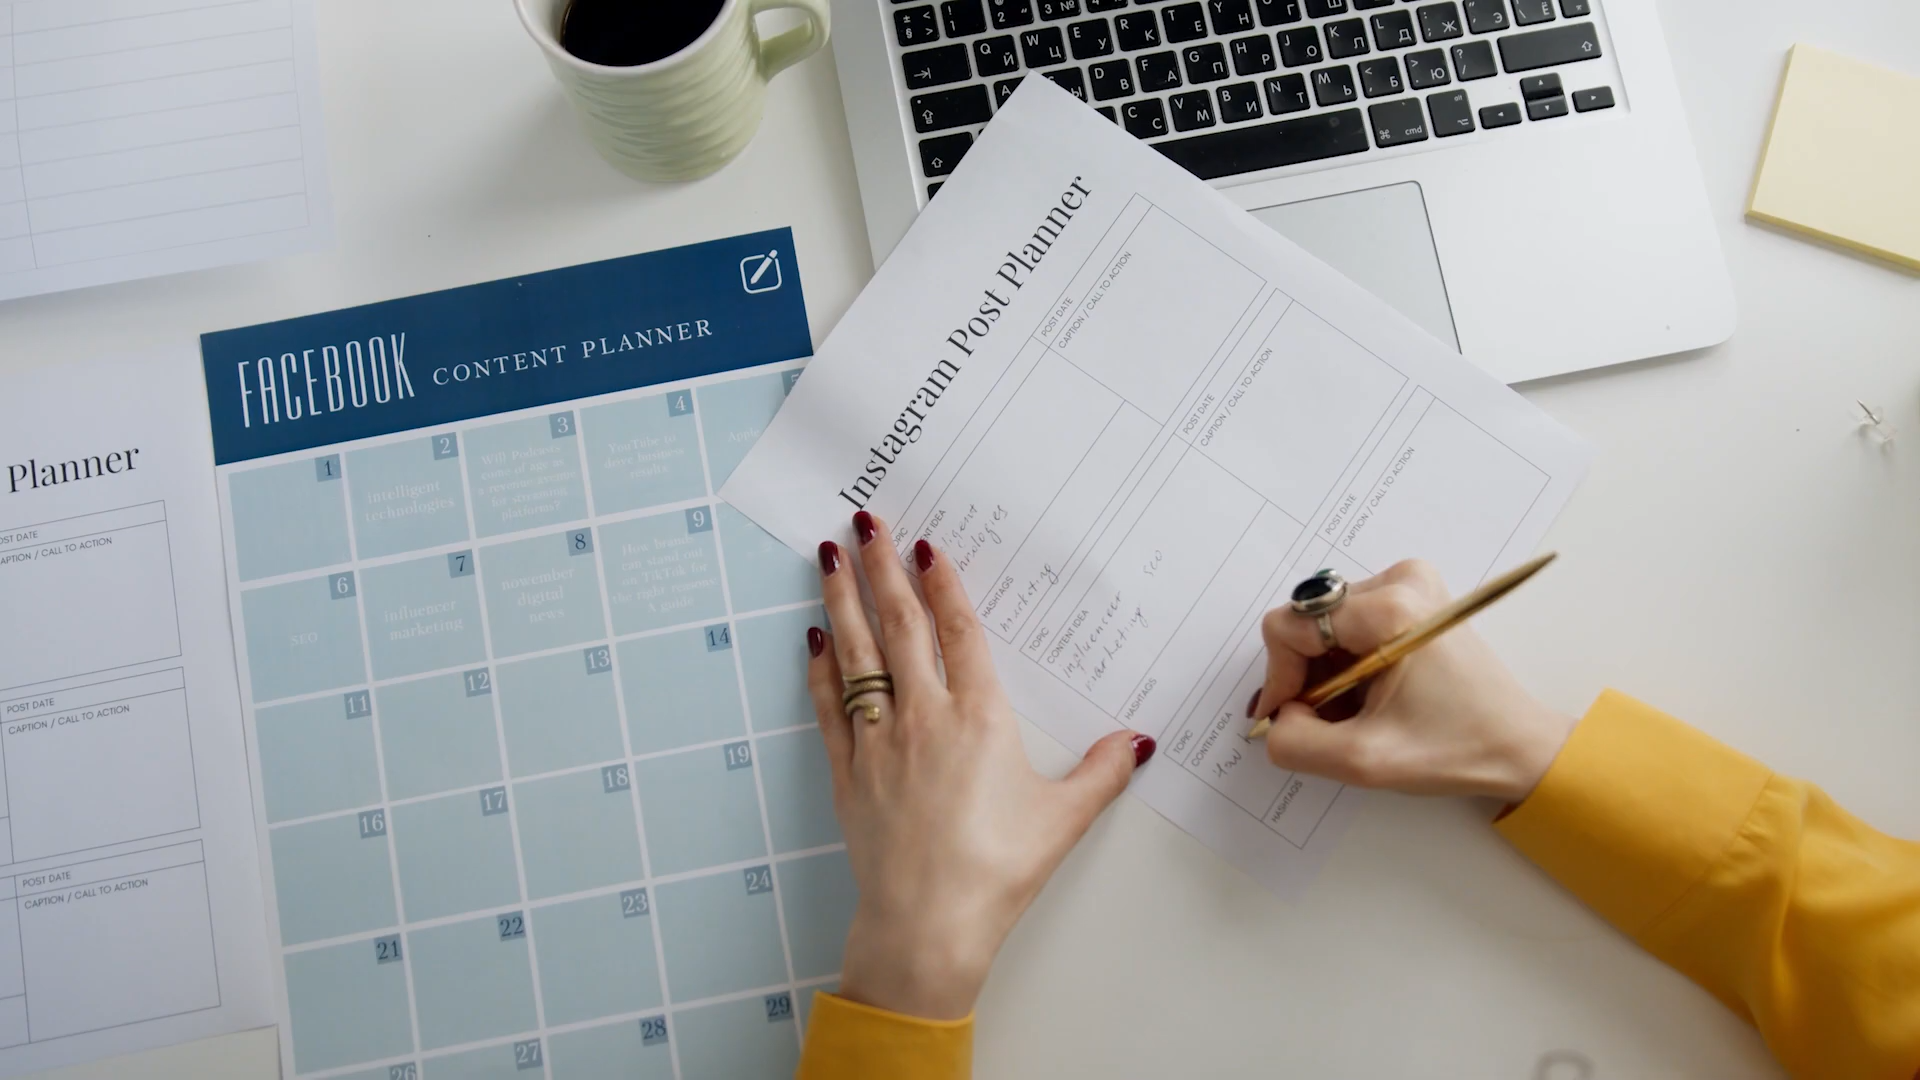 Planner
POST DATE
CAPTION / CALL TO ACTION
POST DATE
CAPTION / CALL TO ACTION
POST DATE
CAPTION / CALL TO ACTION
FACEBOOK CONTENT PLANNER
1
2
intelligent
technologies
3
Will Podcasts
come of age as
a revenue avenue
for streaming
platforms?
4
YouTube to
drive business
results
Apple
6
SEO
7
influencer
marketing
8
november
digital
news
9
How brands
can stand out
on TikTok for
the right reasons.
A guide
11
12
13
14
16
17
18
19
21
22
23
24
26
27
28
29
Instagram Post Planner
POST DATE
CAPTION / CALL TO ACTION
HASHTAGS
marketing
TOPIC
CONTENT IDEA
influencer
marketing
seo
HASHTAGS
POST DATE
CAPTION / CALL TO ACTION
TOPIC
CONTENT IDEA
HASHTAGS
POST DATE
CAPTION / CALL TO ACTION
Q Й
W Ц
E У
R К
T Е
Y Н
D В
F А
G П
H Р
J О
K Л
L Д
C С
V М
B И
N Т
M Ь
cmd
alt